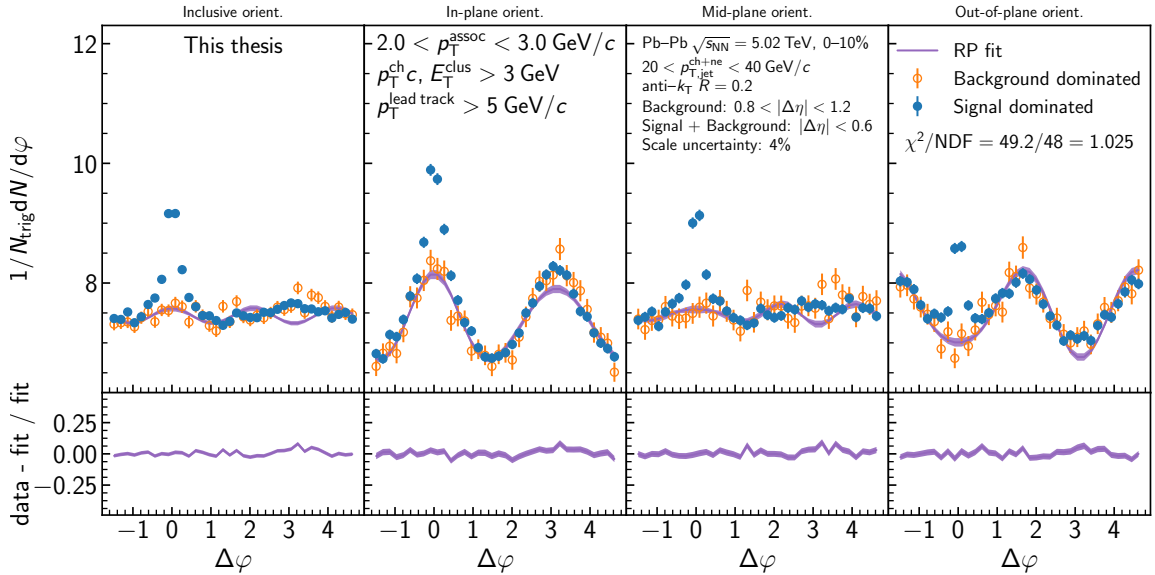 Inclusive orient.
In-plane orient.
Mid-plane orient.
Out-of-plane orient.
This thesis
2.0 < p_T^assoc < 3.0 GeV/c
p_T^ch c, E_T^clus > 3 GeV
p_T^lead track > 5 GeV/c
Pb–Pb √s_NN = 5.02 TeV, 0–10%
20 < p_T,jet^ch+ne < 40 GeV/c
anti–k_T R = 0.2
Background: 0.8 < |Δη| < 1.2
Signal + Background: |Δη| < 0.6
Scale uncertainty: 4%
RP fit
Background dominated
Signal dominated
χ²/NDF = 49.2/48 = 1.025
1/N_trig dN/dφ
12
10
8
data - fit / fit
0.25
0.00
−0.25
−1 0 1 2 3 4
−1 0 1 2 3 4
−1 0 1 2 3 4
−1 0 1 2 3 4
Δφ
Δφ
Δφ
Δφ